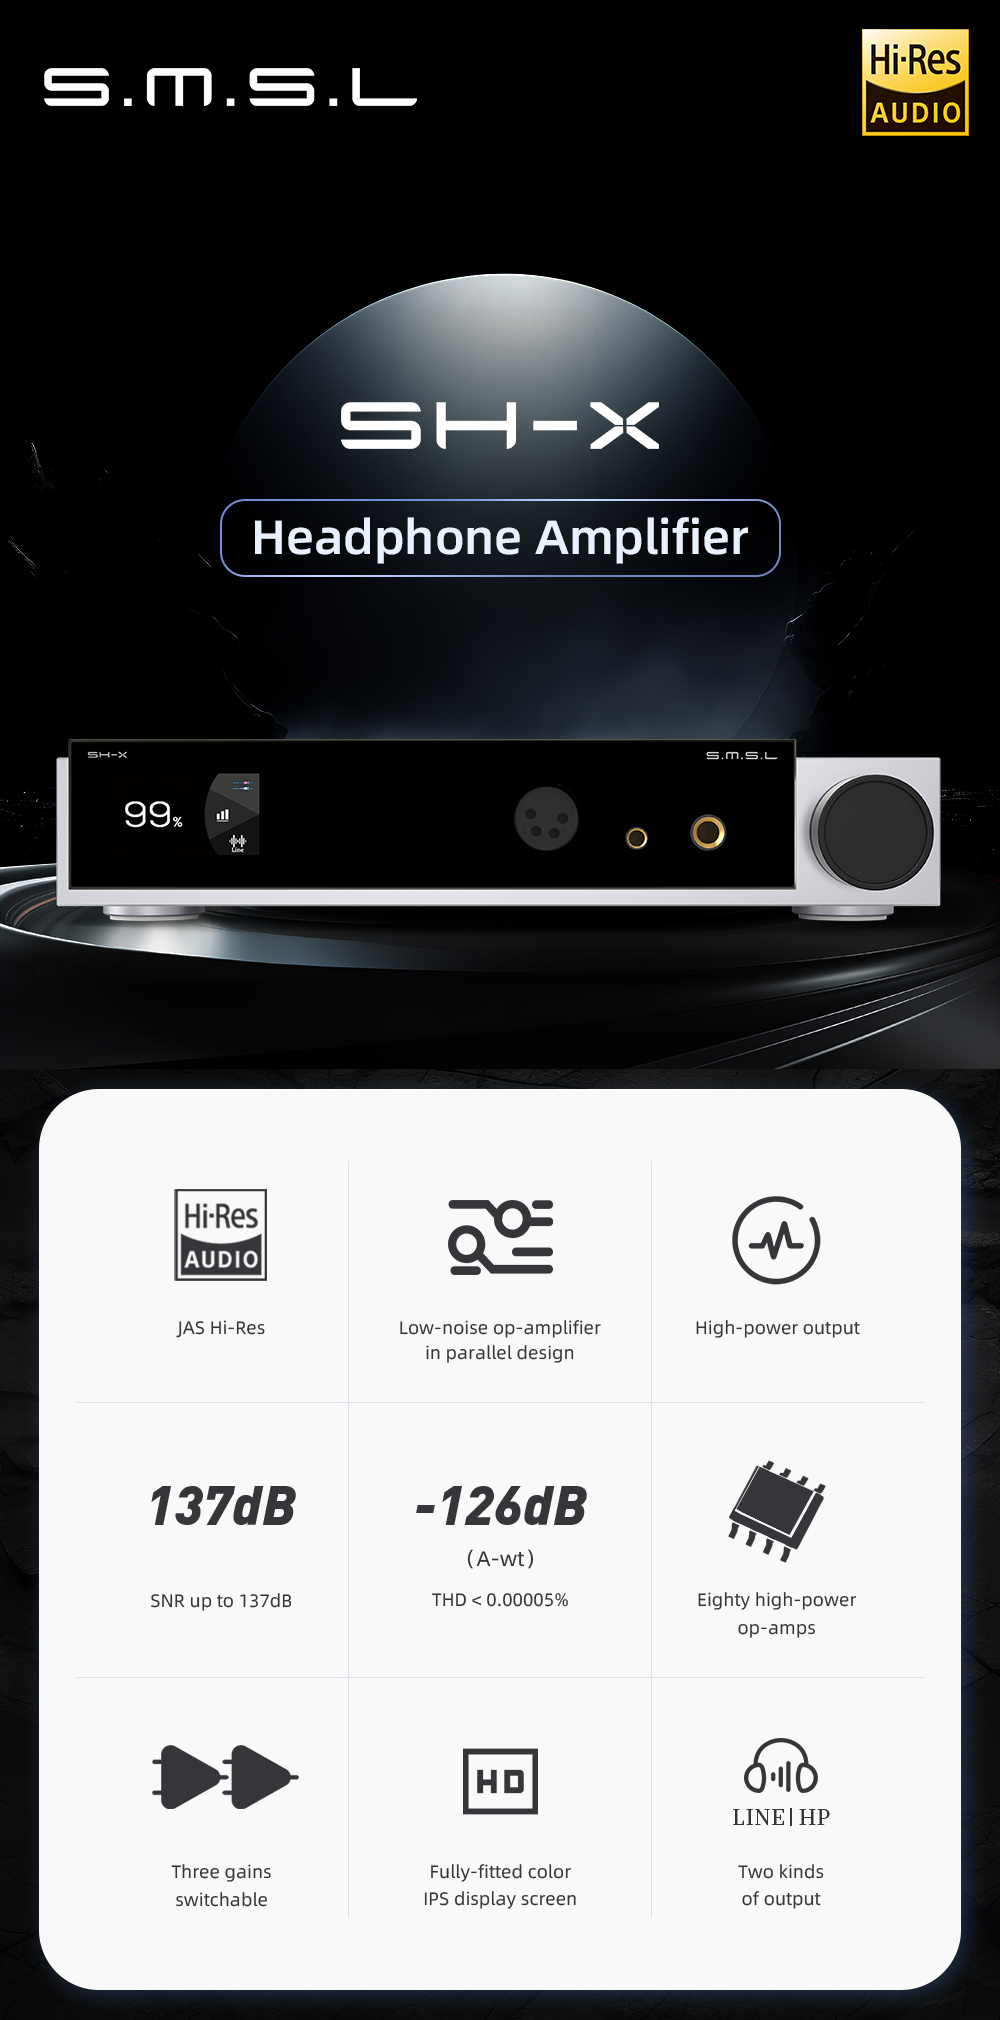 S.M.S.L
Hi-Res
AUDIO
SH-X
Headphone Amplifier
SH-X
S.M.S.L
99%
Line
Hi-Res
AUDIO
JAS Hi-Res
Low-noise op-amplifier
in parallel design
High-power output
137dB
SNR up to 137dB
-126dB
(A-wt)
THD < 0.00005%
Eighty high-power
op-amps
Three gains
switchable
HD
Fully-fitted color
IPS display screen
LINE|HP
Two kinds
of output